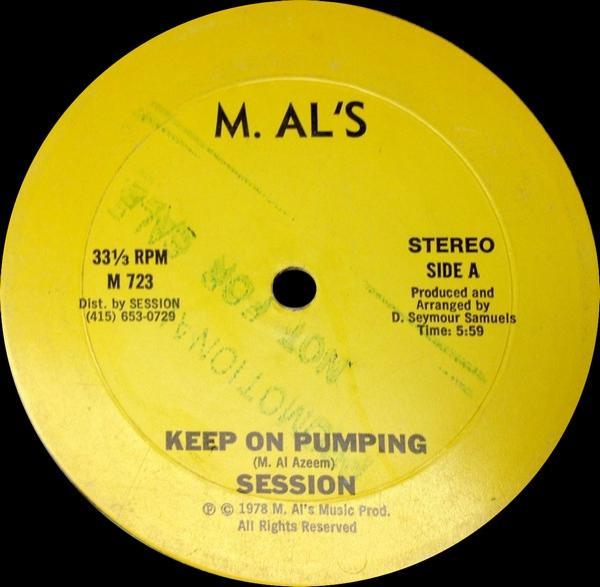 M. AL'S
33⅓ RPM
M 723
Dist. by SESSION
(415) 653-0729
STEREO
SIDE A
Produced and
Arranged by
D. Seymour Samuels
Time: 5:59
PROMOTIONAL
NOT FOR SALE
KEEP ON PUMPING
(M. Al Azeem)
SESSION
℗ © 1978 M. Al's Music Prod.
All Rights Reserved